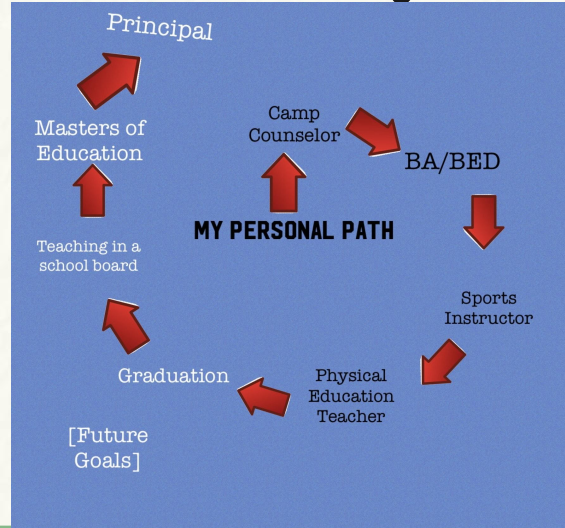 MY PERSONAL PATH
Camp
Counselor
BA/BED
Sports
Instructor
Physical
Education
Teacher
Graduation
[Future
Goals]
Teaching in a
school board
Masters of
Education
Principal